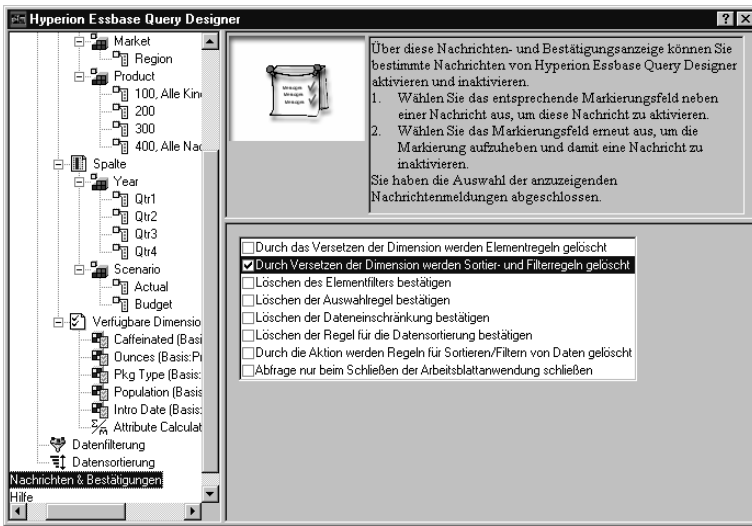 Hyperion Essbase Query Designer
Market
Region
Product
100, Alle Kin
200
300
400, Alle Nac
Spalte
Year
Qtr1
Qtr2
Qtr3
Qtr4
Scenario
Actual
Budget
Verfügbare Dimensio
Caffeinated (Basi
Ounces (Basis:Pr
Pkg Type (Basis:
Population (Basis
Intro Date (Basis:
Attribute Calculat
Datenfilterung
Datensortierung
Nachrichten & Bestätigungen
Hilfe
Über diese Nachrichten- und Bestätigungsanzeige können Sie
bestimmte Nachrichten von Hyperion Essbase Query Designer
aktivieren und inaktivieren.
1. Wählen Sie das entsprechende Markierungsfeld neben
einer Nachricht aus, um diese Nachricht zu aktivieren.
2. Wählen Sie das Markierungsfeld erneut aus, um die
Markierung aufzuheben und damit eine Nachricht zu
inaktivieren.
Sie haben die Auswahl der anzuzeigenden
Nachrichtenmeldungen abgeschlossen.
Durch das Versetzen der Dimension werden Elementregeln gelöscht
Durch Versetzen der Dimension werden Sortier- und Filterregeln gelöscht
Löschen des Elementfilters bestätigen
Löschen der Auswahlregel bestätigen
Löschen der Dateneinschränkung bestätigen
Löschen der Regel für die Datensortierung bestätigen
Durch die Aktion werden Regeln für Sortieren/Filtern von Daten gelöscht
Abfrage nur beim Schließen der Arbeitsblattanwendung schließen